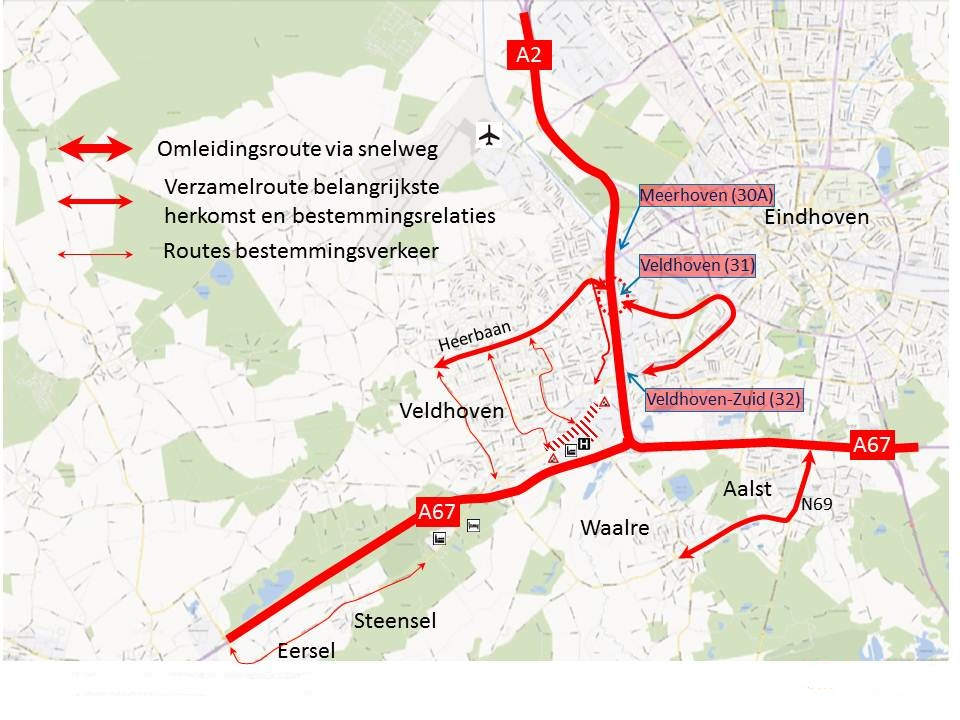 A2
Omleidingsroute via snelweg
Verzamelroute belangrijkste
herkomst en bestemmingsrelaties
Routes bestemmingsverkeer
Meerhoven (30A)
Eindhoven
Veldhoven (31)
Heerbaan
Veldhoven-Zuid (32)
Veldhoven
H
A67
A67
Aalst
N69
Waalre
Steensel
Eersel